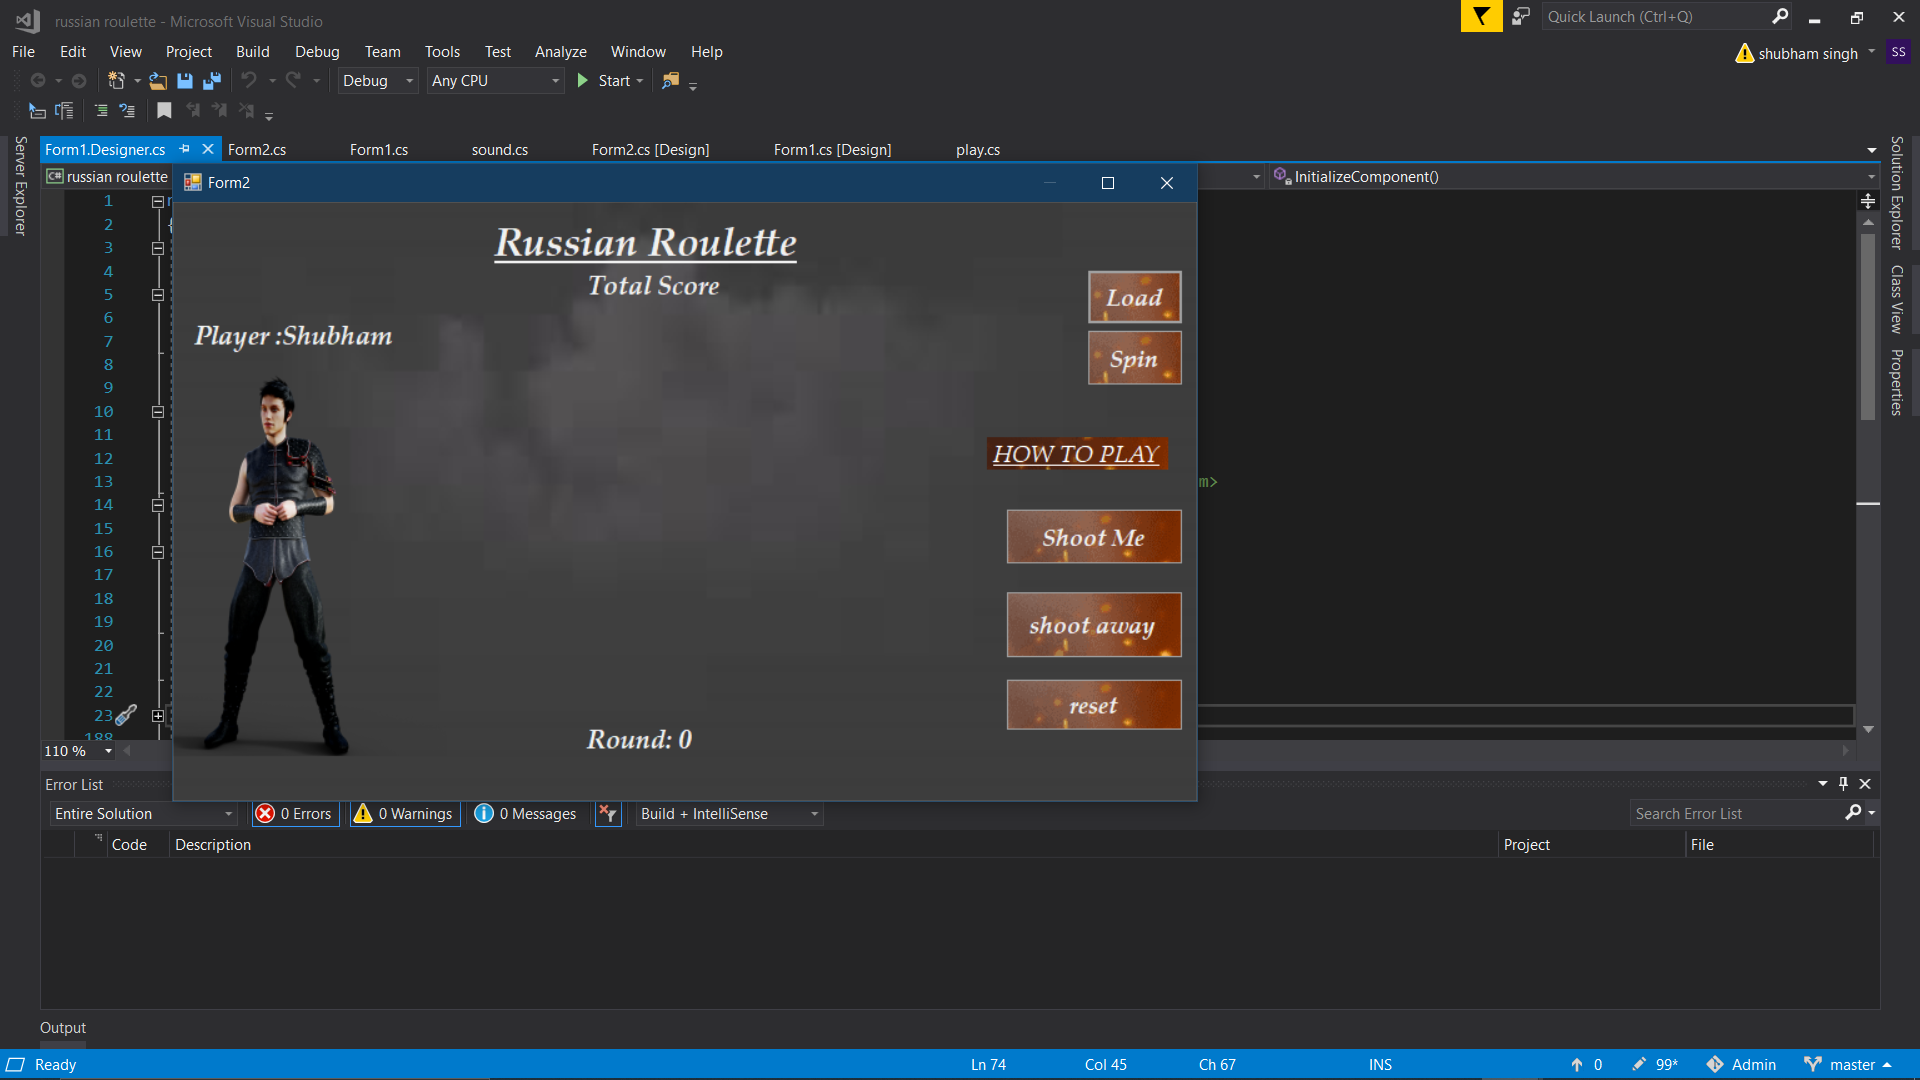 russian roulette - Microsoft Visual Studio
Quick Launch (Ctrl+Q)
File Edit View Project Build Debug Team Tools Test Analyze Window Help
shubham singh SS
Debug Any CPU Start
Server Explorer
Form1.Designer.cs Form2.cs Form1.cs sound.cs Form2.cs [Design] Form1.cs [Design] play.cs
C# russian roulette
InitializeComponent()
Form2
Russian Roulette
Total Score
Player :Shubham
Load
Spin
HOW TO PLAY
Shoot Me
shoot away
reset
Round: 0
m>
1
2
3
4
5
6
7
8
9
10
11
12
13
14
15
16
17
18
19
20
21
22
23
188
Solution Explorer
Class View
Properties
110 %
Error List
Entire Solution 0 Errors 0 Warnings 0 Messages Build + IntelliSense Search Error List
Code Description Project File
Output
Ready Ln 74 Col 45 Ch 67 INS 0 99* Admin master